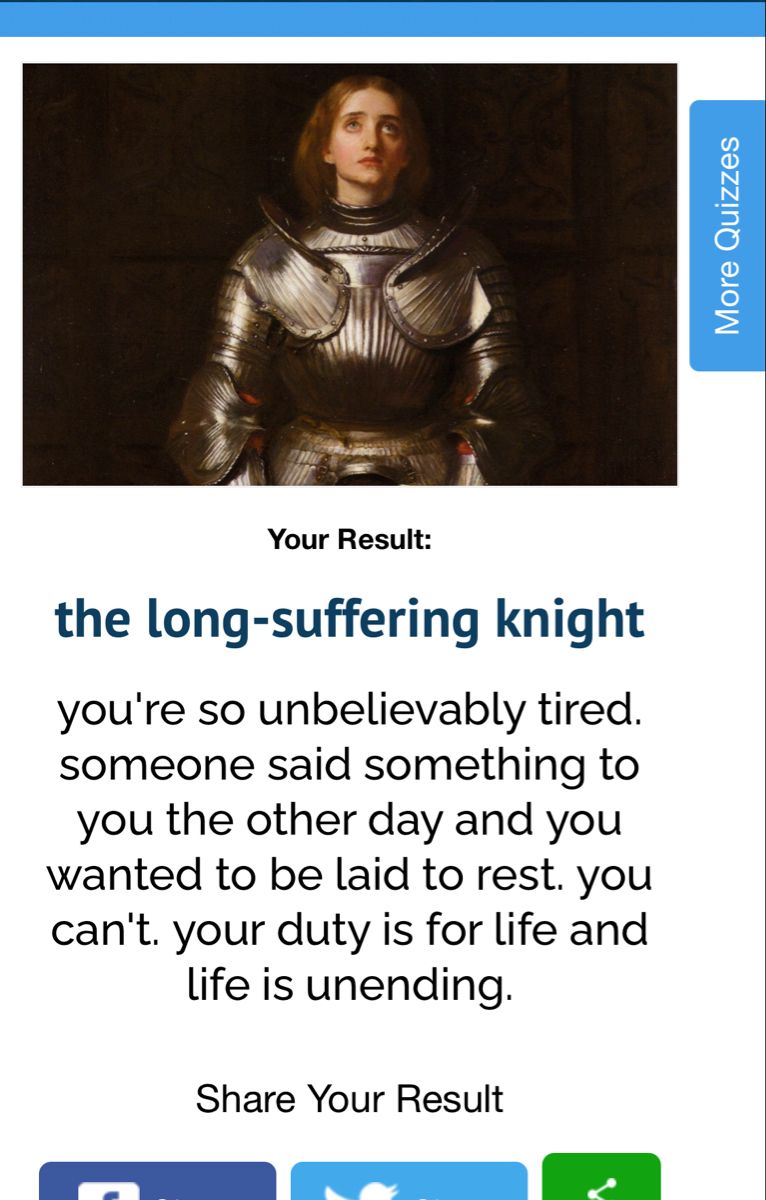 More Quizzes
Your Result:
the long-suffering knight
you're so unbelievably tired.
someone said something to
you the other day and you
wanted to be laid to rest. you
can't. your duty is for life and
life is unending.
Share Your Result